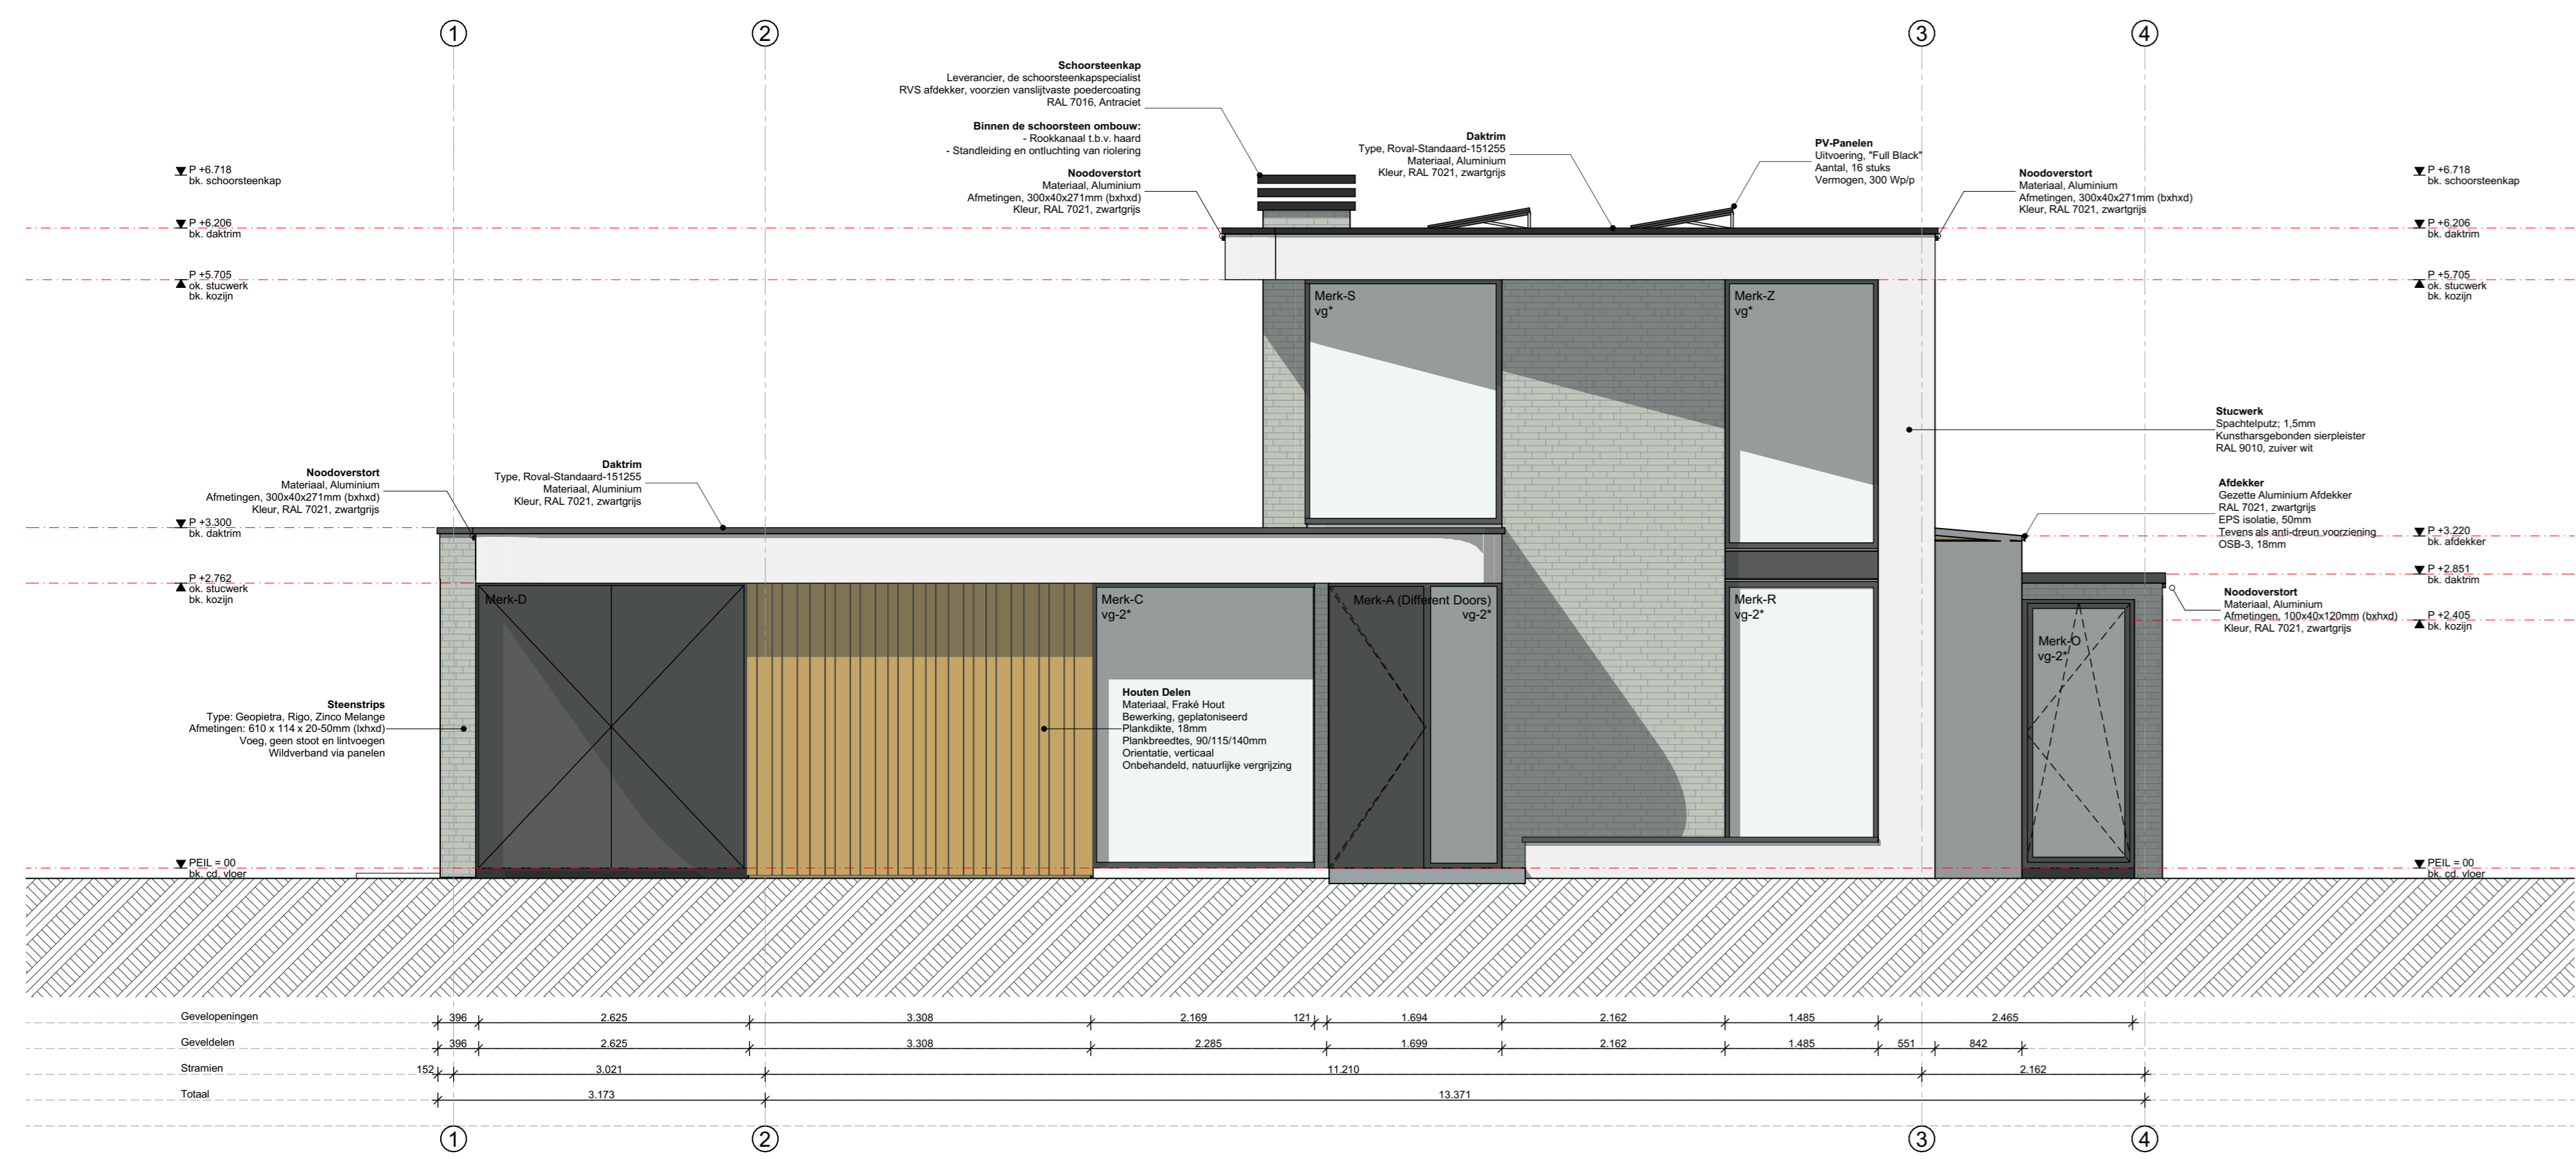 1
2
3
4
Schoorsteenkap
Leverancier, de schoorsteenkapspecialist
RVS afdekker, voorzien vanslijtvaste poedercoating
RAL 7016, Antraciet
Binnen de schoorsteen ombouw:
- Rookkanaal t.b.v. haard
- Standleiding en ontluchting van riolering
Noodoverstort
Materiaal, Aluminium
Afmetingen, 300x40x271mm (bxhxd)
Kleur, RAL 7021, zwartgrijs
Daktrim
Type, Roval-Standaard-151255
Materiaal, Aluminium
Kleur, RAL 7021, zwartgrijs
PV-Panelen
Uitvoering, "Full Black"
Aantal, 16 stuks
Vermogen, 300 Wp/p
Noodoverstort
Materiaal, Aluminium
Afmetingen, 300x40x271mm (bxhxd)
Kleur, RAL 7021, zwartgrijs
P +6.718
bk. schoorsteenkap
P +6.206
bk. daktrim
P +5.705
ok. stucwerk
bk. kozijn
P +6.718
bk. schoorsteenkap
P +6.206
bk. daktrim
P +5.705
ok. stucwerk
bk. kozijn
Merk-S
vg*
Merk-Z
vg*
Stucwerk
Spachtelputz; 1,5mm
Kunstharsgebonden sierpleister
RAL 9010, zuiver wit
Noodoverstort
Materiaal, Aluminium
Afmetingen, 300x40x271mm (bxhxd)
Kleur, RAL 7021, zwartgrijs
Daktrim
Type, Roval-Standaard-151255
Materiaal, Aluminium
Kleur, RAL 7021, zwartgrijs
Afdekker
Gezette Aluminium Afdekker
RAL 7021, zwartgrijs
EPS isolatie, 50mm
Tevens als anti-dreun voorziening
OSB-3, 18mm
P +3.300
bk. daktrim
P +2.762
ok. stucwerk
bk. kozijn
P +3.220
bk. afdekker
P +2.851
bk. daktrim
P +2.405
bk. kozijn
Noodoverstort
Materiaal, Aluminium
Afmetingen, 100x40x120mm (bxhxd)
Kleur, RAL 7021, zwartgrijs
Merk-D
Merk-C
vg-2*
Merk-A (Different Doors)
vg-2*
Merk-R
vg-2*
Merk-O
vg-2*
Steenstrips
Type: Geopietra, Rigo, Zinco Melange
Afmetingen: 610 x 114 x 20-50mm (lxhxd)
Voeg, geen stoot en lintvoegen
Wildverband via panelen
Houten Delen
Materiaal, Fraké Hout
Bewerking, geplatoniseerd
Plankdikte, 18mm
Plankbreedtes, 90/115/140mm
Orientatie, verticaal
Onbehandeld, natuurlijke vergrijzing
PEIL = 00
bk. cd. vloer
PEIL = 00
bk. cd. vloer
Gevelopeningen 396 2.625 3.308 2.169 121 1.694 2.162 1.485 2.465
Geveldelen 396 2.625 3.308 2.285 1.699 2.162 1.485 551 842
Stramien 152 3.021 11.210 2.162
Totaal 3.173 13.371
1
2
3
4